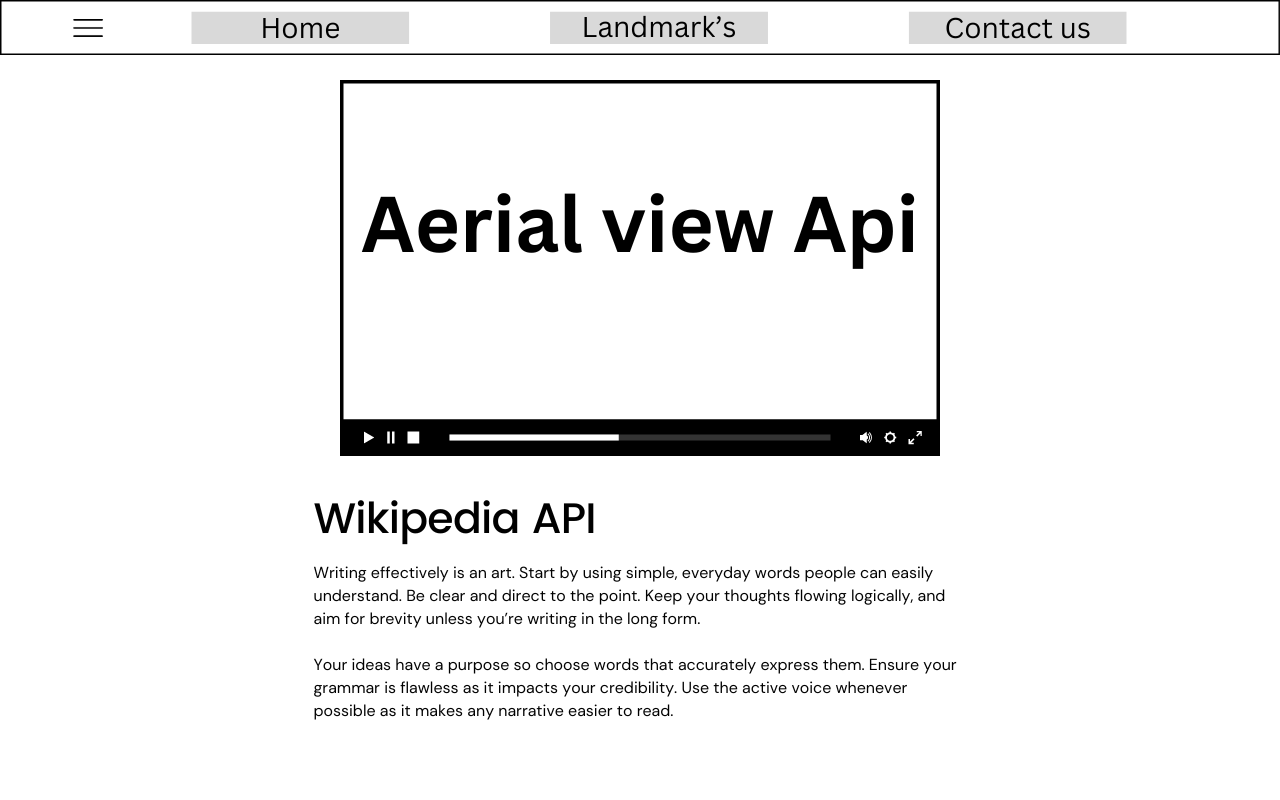 Home
Landmark’s
Contact us
Aerial view Api
Wikipedia API
Writing effectively is an art. Start by using simple, everyday words people can easily
understand. Be clear and direct to the point. Keep your thoughts flowing logically, and
aim for brevity unless you’re writing in the long form.
Your ideas have a purpose so choose words that accurately express them. Ensure your
grammar is flawless as it impacts your credibility. Use the active voice whenever
possible as it makes any narrative easier to read.